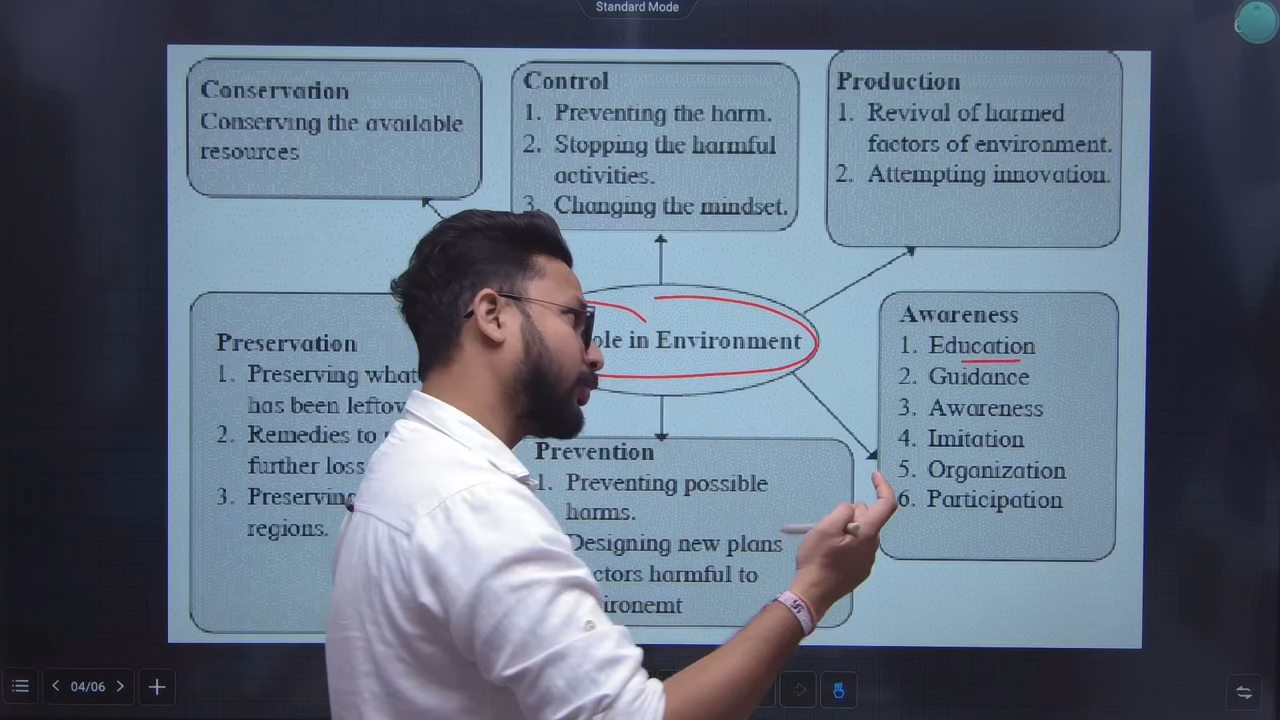 Standard Mode
Conservation
Conserving the available
resources
Control
1. Preventing the harm.
2. Stopping the harmful
activities.
3. Changing the mindset.
Production
1. Revival of harmed
factors of environment.
2. Attempting innovation.
ole in Environment
Preservation
1. Preserving what
has been leftov
2. Remedies to
further loss
3. Preserving
regions.
Prevention
1. Preventing possible
harms.
Designing new plans
ctors harmful to
ironemt
Awareness
1. Education
2. Guidance
3. Awareness
4. Imitation
5. Organization
6. Participation
04/06